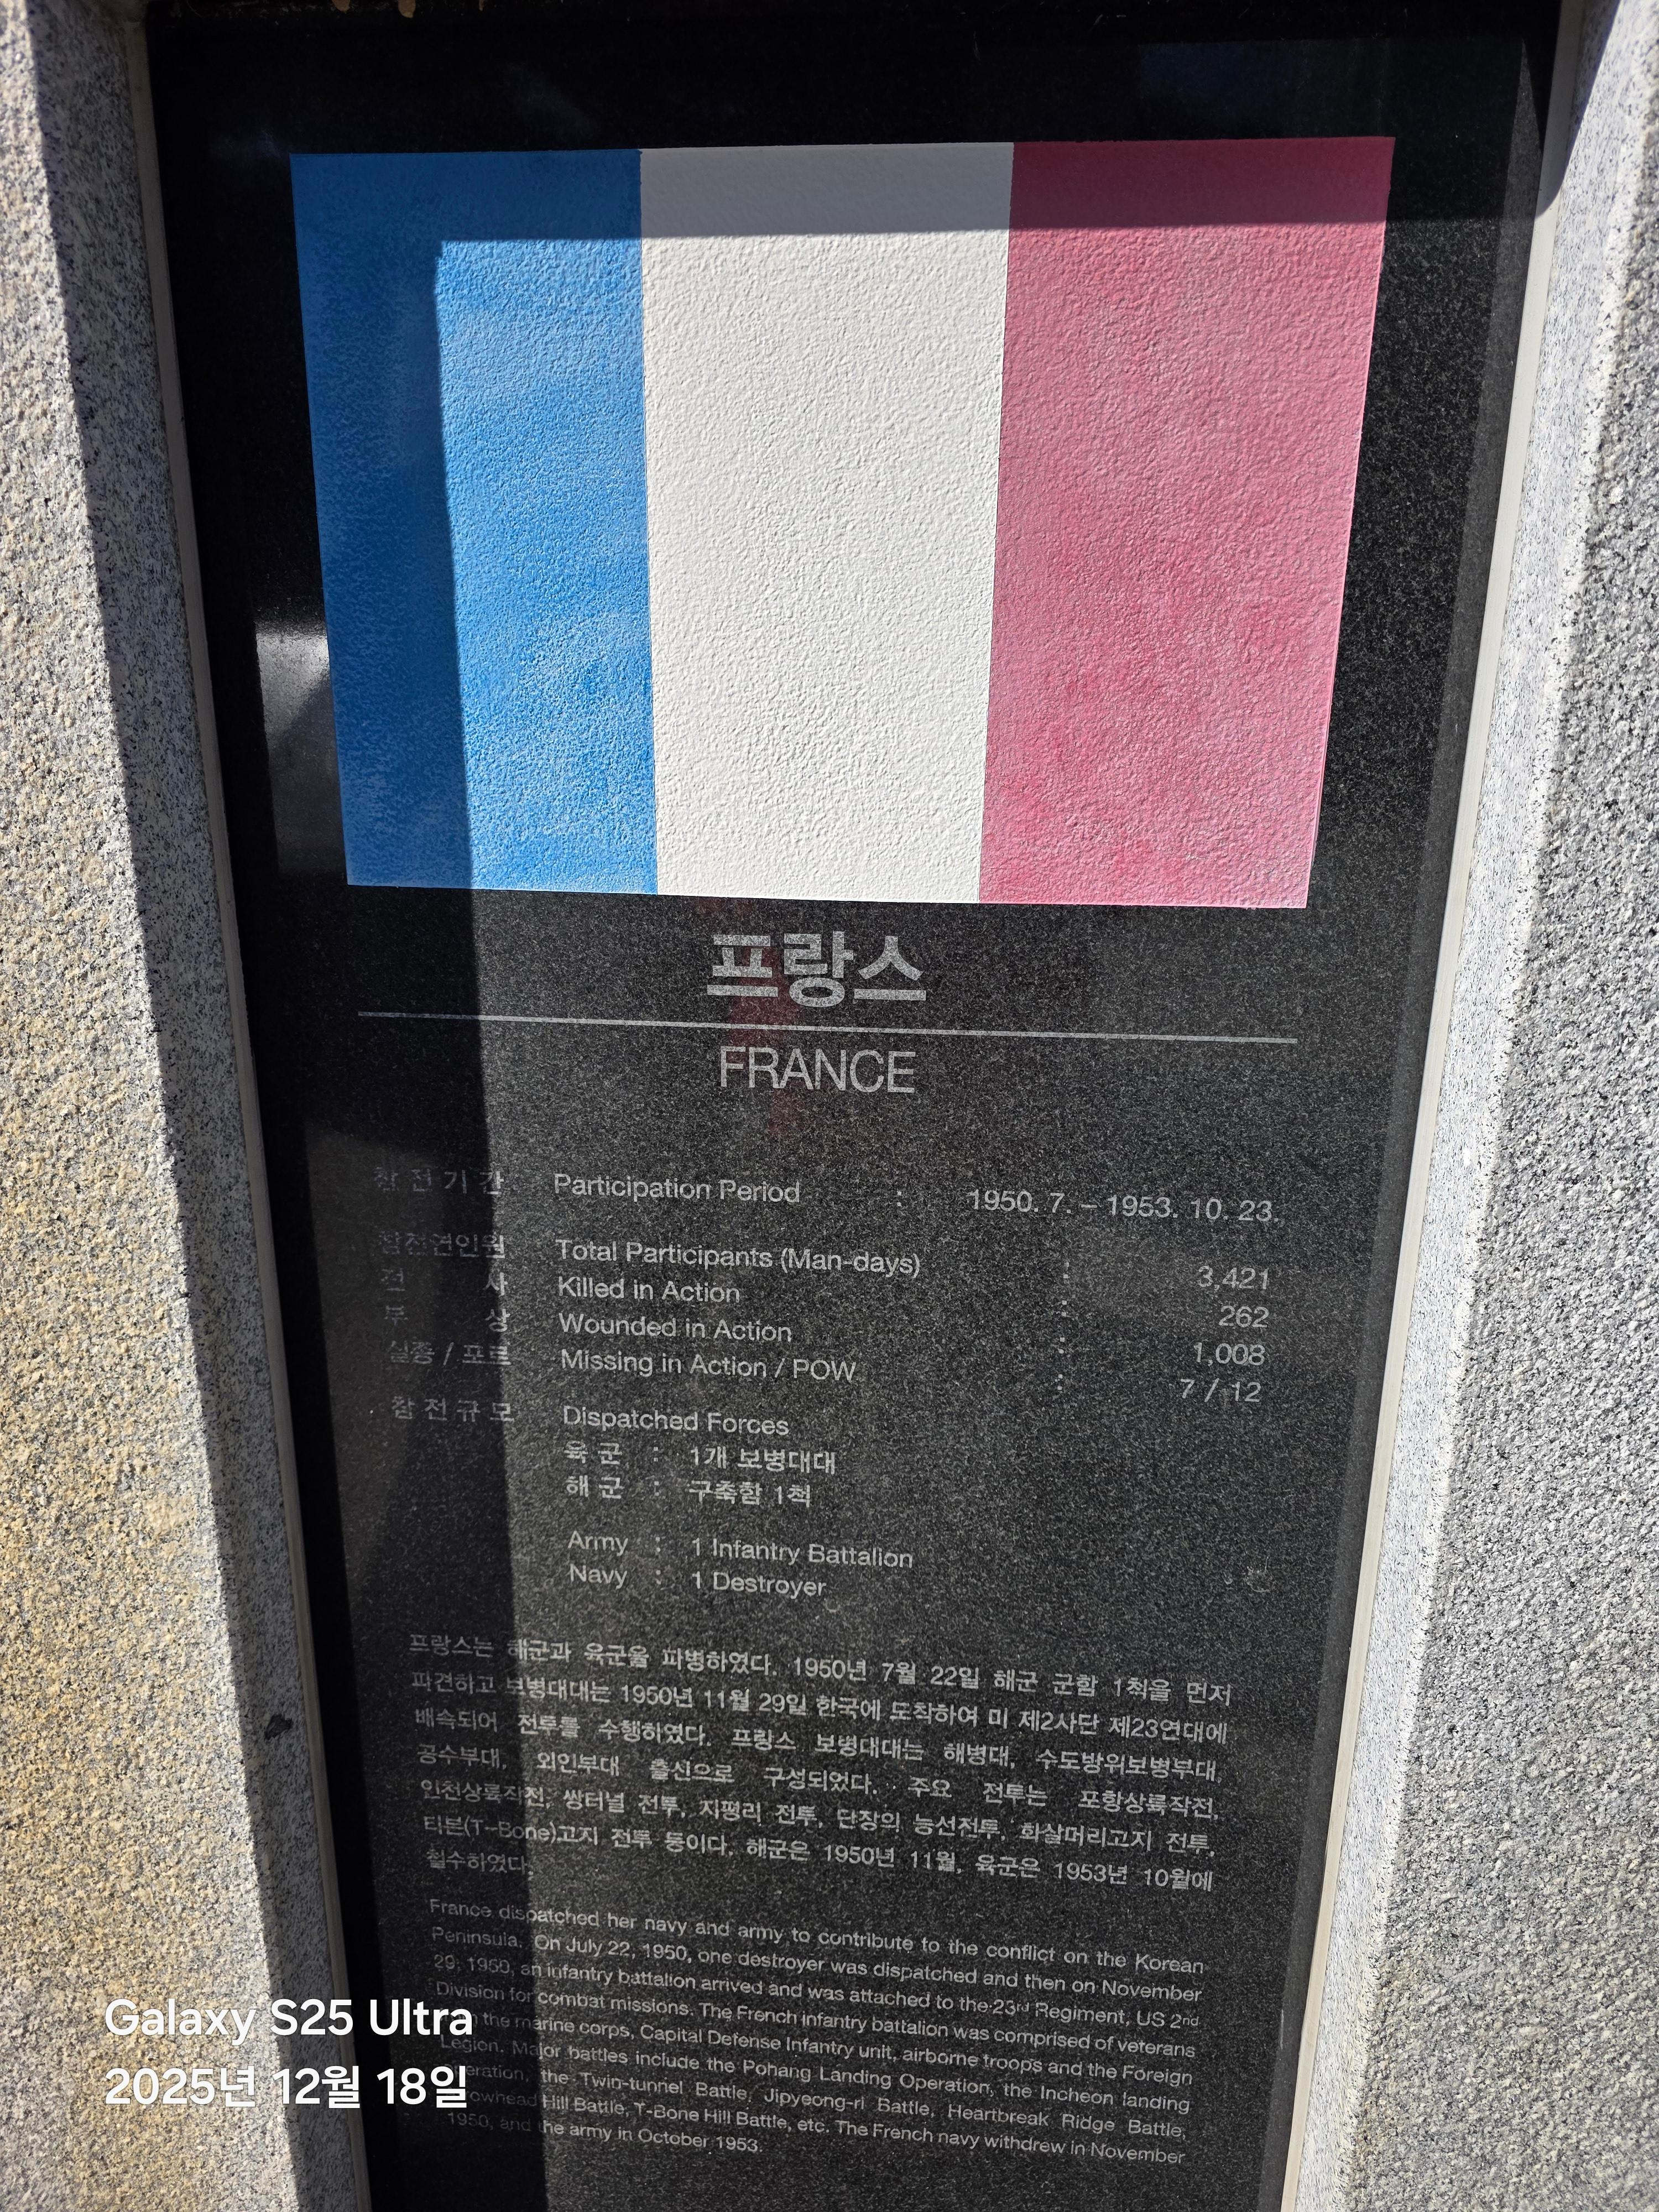 프랑스
FRANCE
참전기간 Participation Period : 1950. 7. – 1953. 10. 23.
참전연인원 Total Participants (Man-days) : 3,421
전 사 Killed in Action : 262
부 상 Wounded in Action : 1,008
실종 / 포로 Missing in Action / POW : 7 / 12
참전규모 Dispatched Forces
육 군 : 1개 보병대대
해 군 : 구축함 1척
Army : 1 Infantry Battalion
Navy : 1 Destroyer
프랑스는 해군과 육군을 파병하였다. 1950년 7월 22일 해군 군함 1척을 먼저
파견하고 보병대대는 1950년 11월 29일 한국에 도착하여 미 제2사단 제23연대에
배속되어 전투를 수행하였다. 프랑스 보병대대는 해병대, 수도방위보병부대,
공수부대, 외인부대 출신으로 구성되었다. 주요 전투는 포항상륙작전,
인천상륙작전, 쌍터널 전투, 지평리 전투, 단장의 능선전투, 화살머리고지 전투,
티본(T-Bone)고지 전투 등이다. 해군은 1950년 11월, 육군은 1953년 10월에
철수하였다.
France dispatched her navy and army to contribute to the conflict on the Korean
Peninsula. On July 22, 1950, one destroyer was dispatched and then on November
29, 1950, an infantry battalion arrived and was attached to the 23rd Regiment, US 2nd
Division for combat missions. The French infantry battalion was comprised of veterans
the marine corps, Capital Defense Infantry unit, airborne troops and the Foreign
Legion. Major battles include the Pohang Landing Operation, the Incheon landing
the Twin-tunnel Battle, Jipyeong-ri Battle, Heartbreak Ridge Battle,
Hill Battle, T-Bone Hill Battle, etc. The French navy withdrew in November
1950, and the army in October 1953.
Galaxy S25 Ultra
2025년 12월 18일